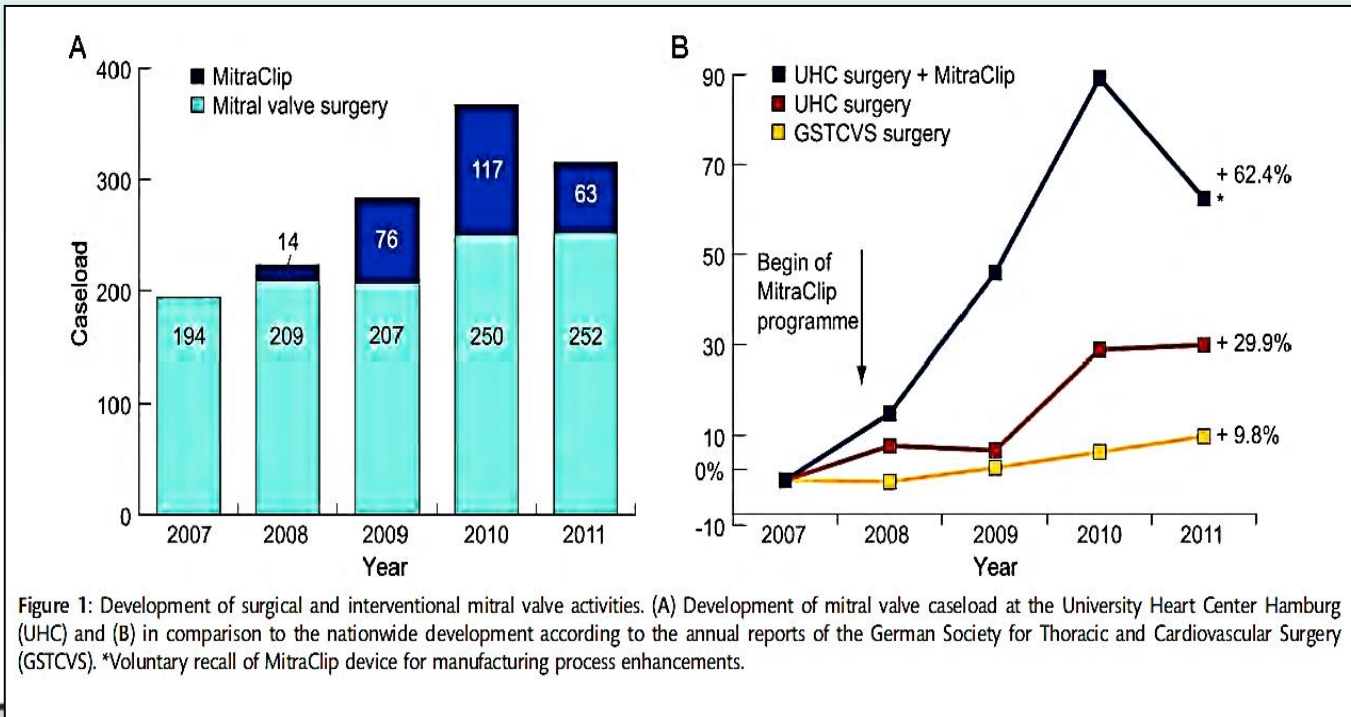 A
400
MitraClip
Mitral valve surgery
300
200
100
0
Caseload
14
76
117
63
194
209
207
250
252
2007 2008 2009 2010 2011
Year
B
90
UHC surgery + MitraClip
UHC surgery
GSTCVS surgery
70
50
30
10
0%
-10
+ 62.4%
*
Begin of
MitraClip
programme
+ 29.9%
+ 9.8%
2007 2008 2009 2010 2011
Year
Figure 1: Development of surgical and interventional mitral valve activities. (A) Development of mitral valve caseload at the University Heart Center Hamburg
(UHC) and (B) in comparison to the nationwide development according to the annual reports of the German Society for Thoracic and Cardiovascular Surgery
(GSTCVS). *Voluntary recall of MitraClip device for manufacturing process enhancements.